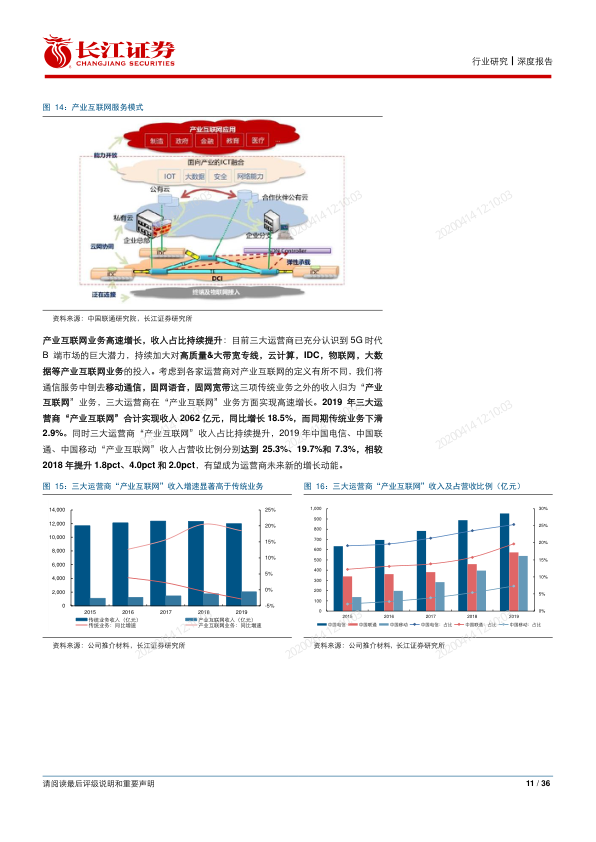 长江证券
CHANGJIANG SECURITIES
行业研究┃深度报告
图 14：产业互联网服务模式
产业互联网应用
制造 政府 金融 教育 医疗
能力开放
面向产业的ICT融合
IOT 大数据 安全 网络能力
公有云
合作伙伴公有云
私有云
企业总部
企业分支
云网协同
Controller
弹性承载
IDC
DCI
泛在连接
终端及物联网接入
资料来源：中国联通研究院，长江证券研究所
产业互联网业务高速增长，收入占比持续提升：目前三大运营商已充分认识到 5G 时代
B 端市场的巨大潜力，持续加大对高质量&大带宽专线，云计算，IDC，物联网，大数
据等产业互联网业务的投入。考虑到各家运营商对产业互联网的定义有所不同，我们将
通信服务中刨去移动通信，固网语音，固网宽带这三项传统业务之外的收入归为“产业
互联网”业务，三大运营商在“产业互联网”业务方面实现高速增长。2019 年三大运
营商“产业互联网”合计实现收入 2062 亿元，同比增长 18.5%，而同期传统业务下滑
2.9%。同时三大运营商“产业互联网”收入占比持续提升，2019 年中国电信、中国联
通、中国移动“产业互联网”收入占营收比例分别达到 25.3%、19.7%和 7.3%，相较
2018 年提升 1.8pct、4.0pct 和 2.0pct，有望成为运营商未来新的增长动能。
图 15：三大运营商“产业互联网”收入增速显著高于传统业务
14,000
12,000
10,000
8,000
6,000
4,000
2,000
0
25%
20%
15%
10%
5%
0%
-5%
2015 2016 2017 2018 2019
传统业务收入（亿元） 产业互联网收入（亿元）
传统业务：同比增速 产业互联网业务：同比增速
资料来源：公司推介材料，长江证券研究所
图 16：三大运营商“产业互联网”收入及占营收比例（亿元）
1,000
900
800
700
600
500
400
300
200
100
0
30%
25%
20%
15%
10%
5%
0%
2015 2016 2017 2018 2019
中国电信 中国联通 中国移动 中国电信：占比 中国联通：占比 中国移动：占比
资料来源：公司推介材料，长江证券研究所
20200414 12:10:03
请阅读最后评级说明和重要声明
11 / 36